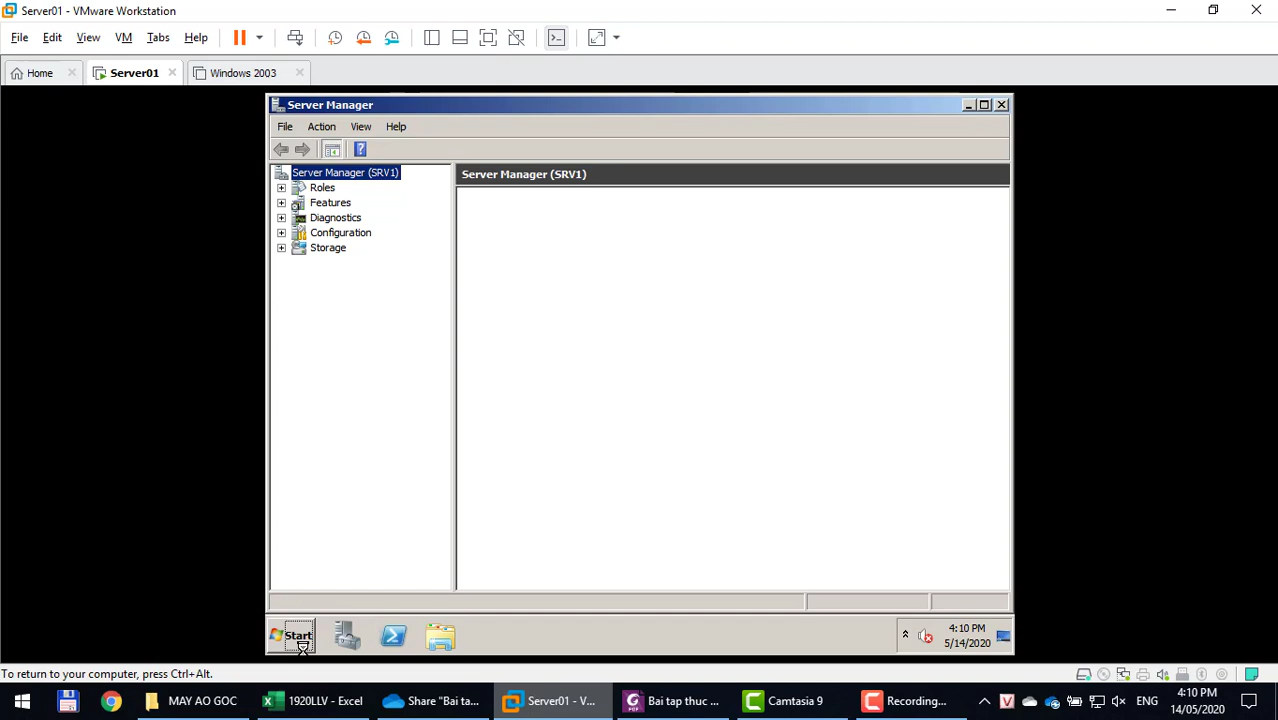 Server01 - VMware Workstation
File Edit View VM Tabs Help
Home Server01 Windows 2003
Server Manager
File Action View Help
Server Manager (SRV1)
Roles
Features
Diagnostics
Configuration
Storage
Server Manager (SRV1)
Start
4:10 PM
5/14/2020
To return to your computer, press Ctrl+Alt.
MAY AO GOC
1920LLV - Excel
Share "Bai ta...
Server01 - V...
Bai tap thuc ...
Camtasia 9
Recording...
ENG
4:10 PM
14/05/2020